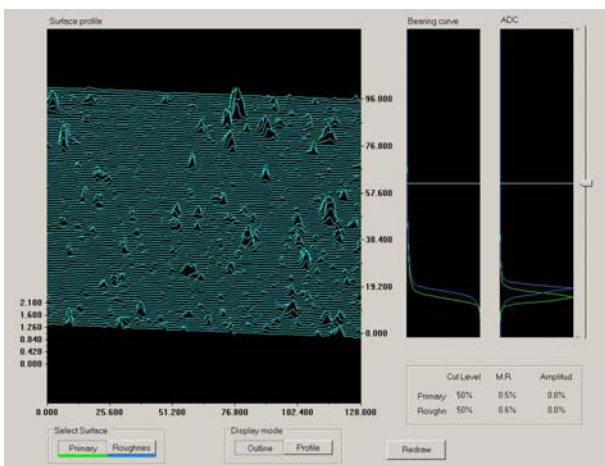 Surface profile
Bearing curve
ADC
96.000
76.800
57.600
38.400
19.200
0.000
2.100
1.680
1.260
0.840
0.420
0.000
0.000 25.600 51.200 76.800 102.400 128.000
Cut Level M.R. Amplitud
Primary 50% 0.5% 0.0%
Roughn 50% 0.6% 0.0%
Select Surface
Primary Roughnes
Display mode
Outline Profile
Redraw